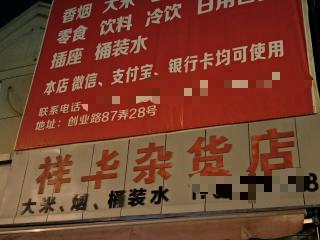 香烟 大米
零食 饮料 冷饮 日用
插座 桶装水
本店 微信、支付宝、银行卡均可使用
联系电话
地址：创业路87弄28号
祥华杂货店
大米、烟、桶装水
8